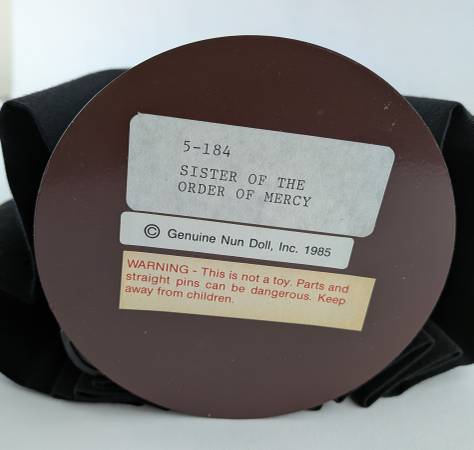 5-184
SISTER OF THE
ORDER OF MERCY
© Genuine Nun Doll, Inc. 1985
WARNING - This is not a toy. Parts and
straight pins can be dangerous. Keep
away from children.